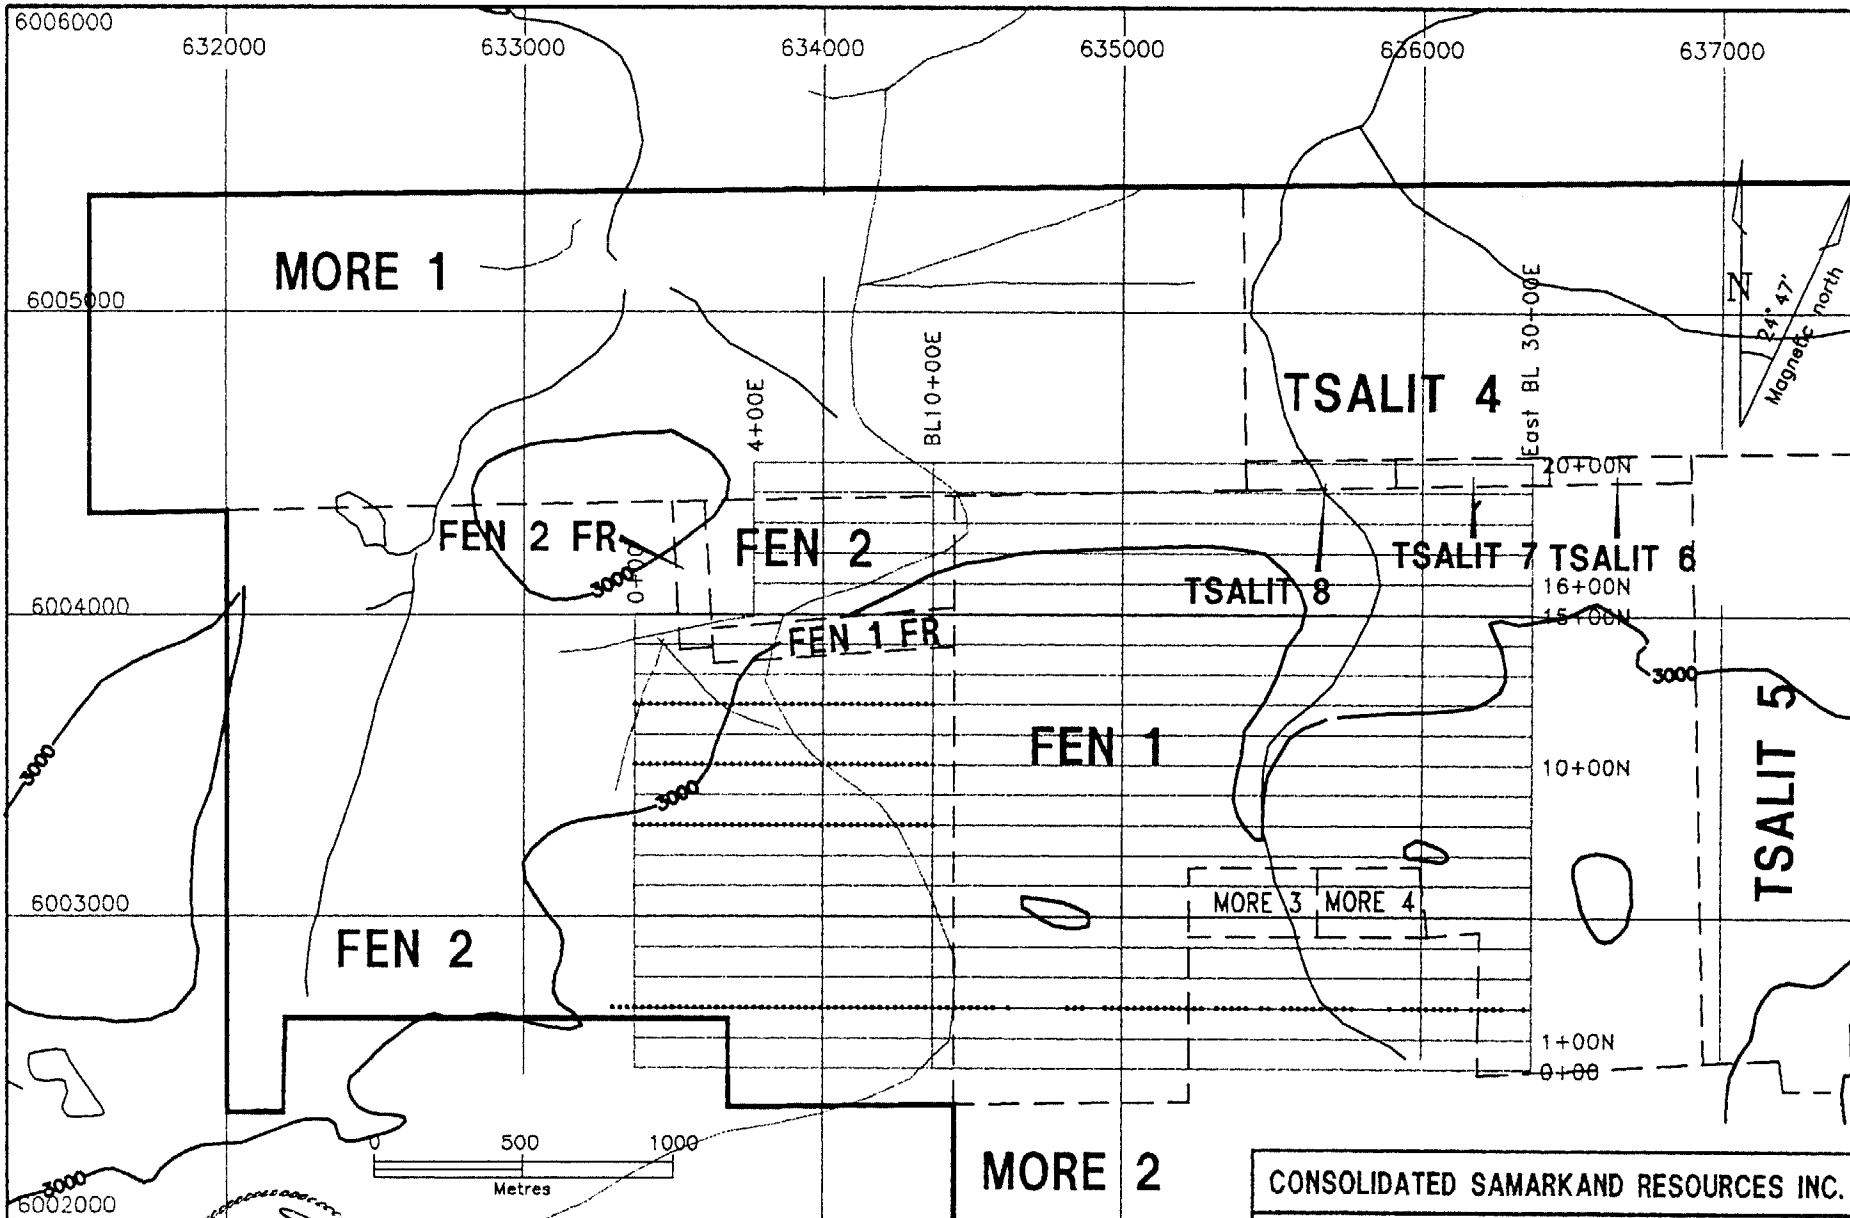 6006000
632000 633000 634000 635000 636000 637000
MORE 1
6005000
N
24° 47'
Magnetic north
East BL 30+00E
BL10+00E
4+00E
TSALIT 4
20+00N
FEN 2 FR
FEN 2
0+00
3000
TSALIT 7
TSALIT 6
TSALIT 8
16+00N
15+00N
6004000
FEN 1 FR
3000
TSALIT 5
FEN 1
3000
10+00N
3000
MORE 3
MORE 4
6003000
FEN 2
1+00N
0+00
0 500 1000
Metres
MORE 2
3000
6002000
CONSOLIDATED SAMARKAND RESOURCES INC.